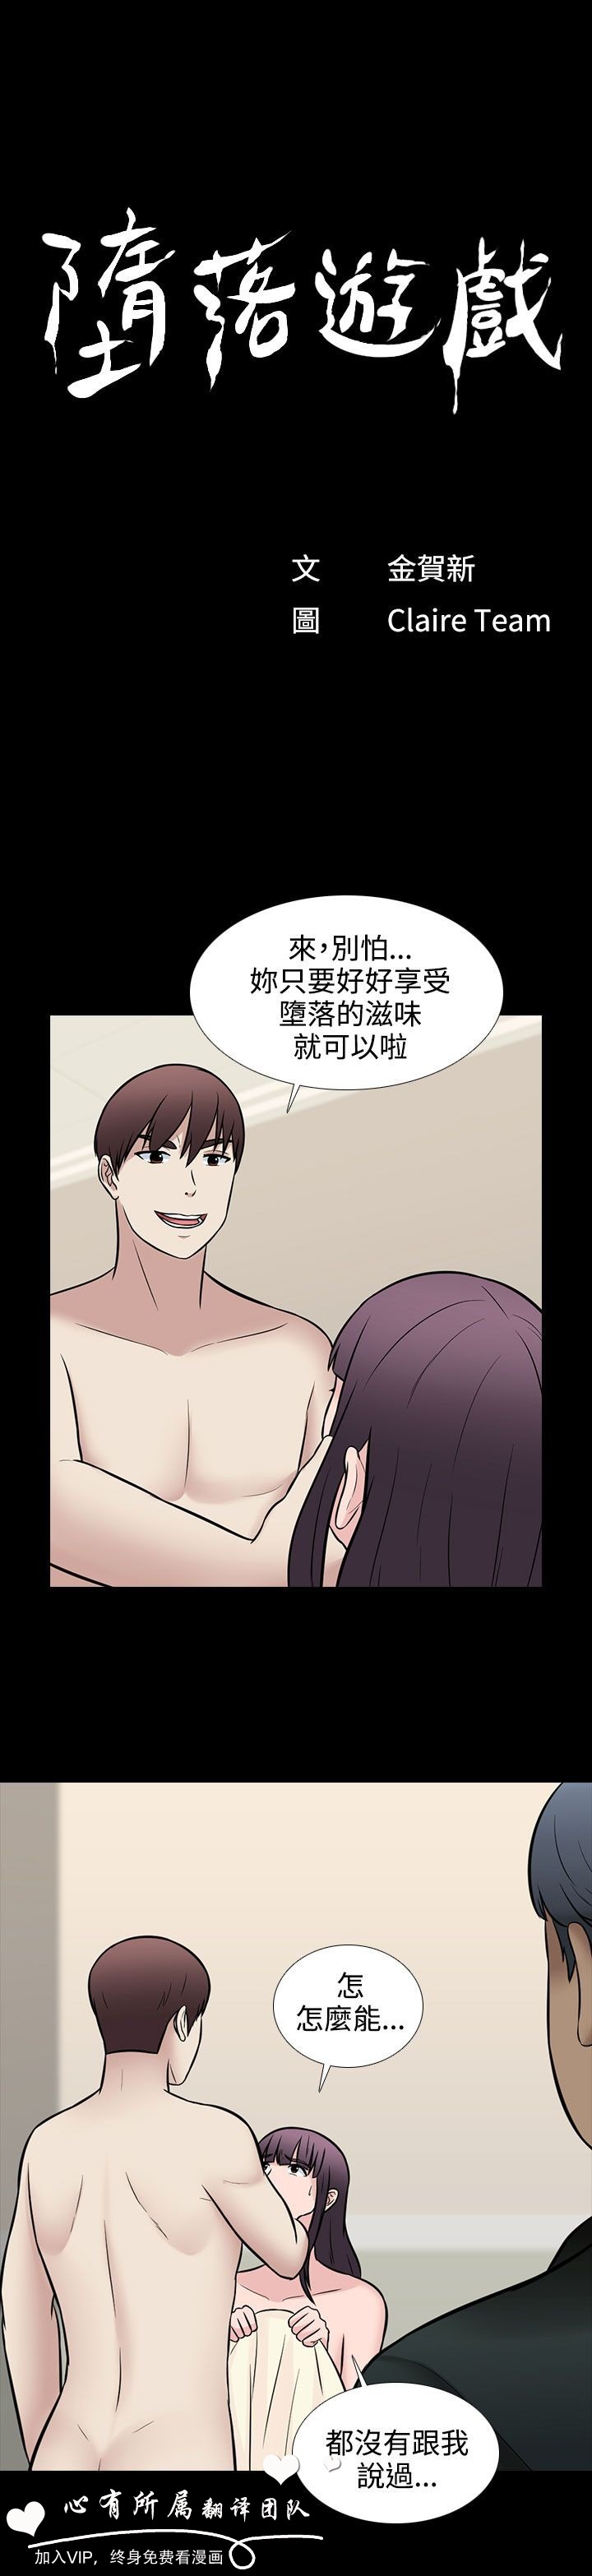 墮落遊戲
文 金賀新
圖 Claire Team
來,別怕...
妳只要好好享受
墮落的滋味
就可以啦
怎
怎麼能...
都沒有跟我
說過...
心有所属翻译团队
加入VIP，终身免费看漫画